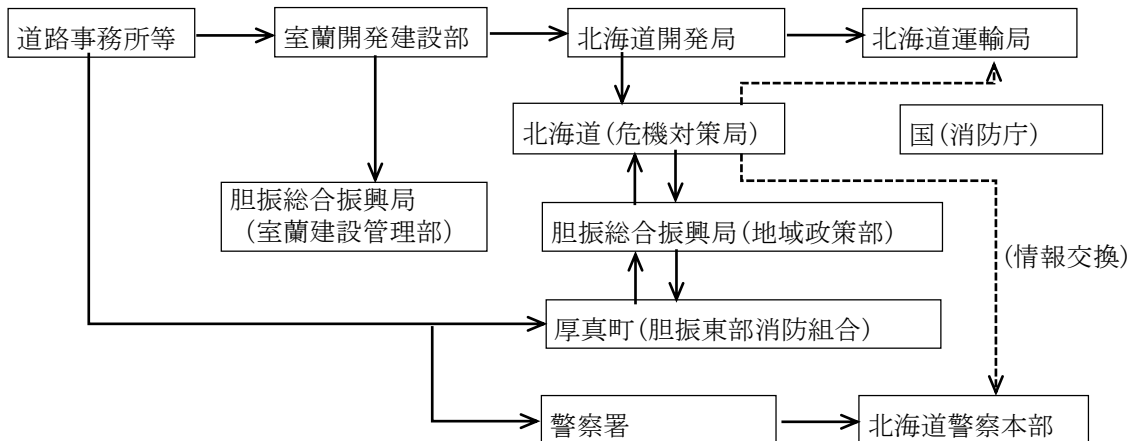 道路事務所等
室蘭開発建設部
北海道開発局
北海道運輸局
北海道(危機対策局)
国(消防庁)
胆振総合振興局
(室蘭建設管理部)
胆振総合振興局(地域政策部)
(情報交換)
厚真町(胆振東部消防組合)
警察署
北海道警察本部